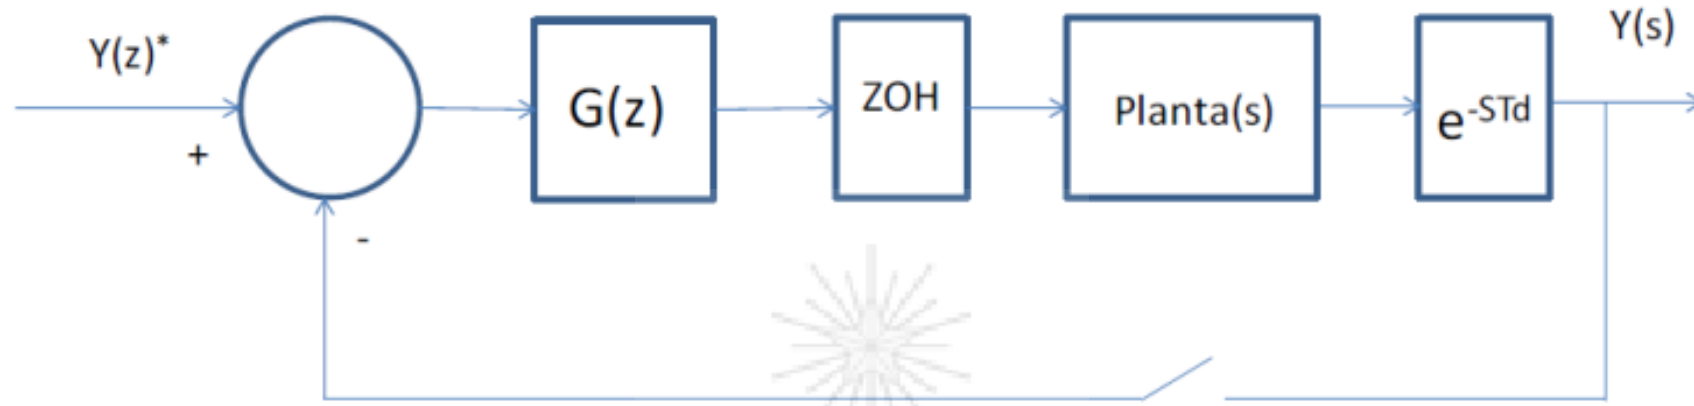 Y(z)*
+
-
G(z)
ZOH
Planta(s)
e-STd
Y(s)